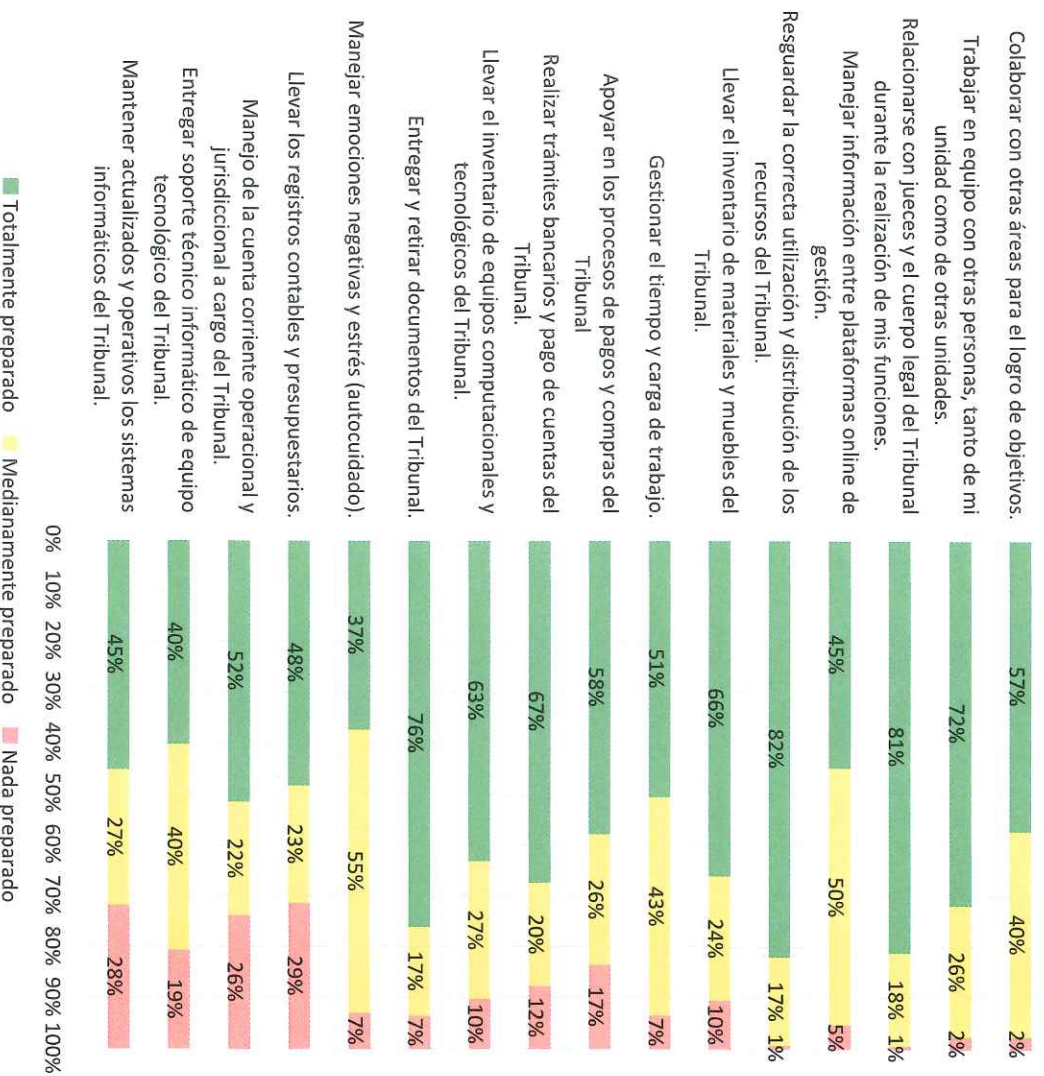 Colaborar con otras áreas para el logro de objetivos.
57% 40% 2%
Trabajar en equipo con otras personas, tanto de mi
unidad como de otras unidades.
72% 26% 2%
Relacionarse con jueces y el cuerpo legal del Tribunal
durante la realización de mis funciones.
81% 18% 1%
Manejar información entre plataformas online de
gestión.
45% 50% 5%
Resguardar la correcta utilización y distribución de los
recursos del Tribunal.
82% 17% 1%
Llevar el inventario de materiales y muebles del
Tribunal.
66% 24% 10%
Gestionar el tiempo y carga de trabajo.
51% 43% 7%
Apoyar en los procesos de pagos y compras del
Tribunal
58% 26% 17%
Realizar trámites bancarios y pago de cuentas del
Tribunal.
67% 20% 12%
Llevar el inventario de equipos computacionales y
tecnológicos del Tribunal.
63% 27% 10%
Entregar y retirar documentos del Tribunal.
76% 17% 7%
Manejar emociones negativas y estrés (autocuidado).
37% 55% 7%
Llevar los registros contables y presupuestarios.
48% 23% 29%
Manejo de la cuenta corriente operacional y
jurisdiccional a cargo del Tribunal.
52% 22% 26%
Entregar soporte técnico informático de equipo
tecnológico del Tribunal.
40% 40% 19%
Mantener actualizados y operativos los sistemas
informáticos del Tribunal.
45% 27% 28%
0% 10% 20% 30% 40% 50% 60% 70% 80% 90% 100%
Totalmente preparado Medianamente preparado Nada preparado